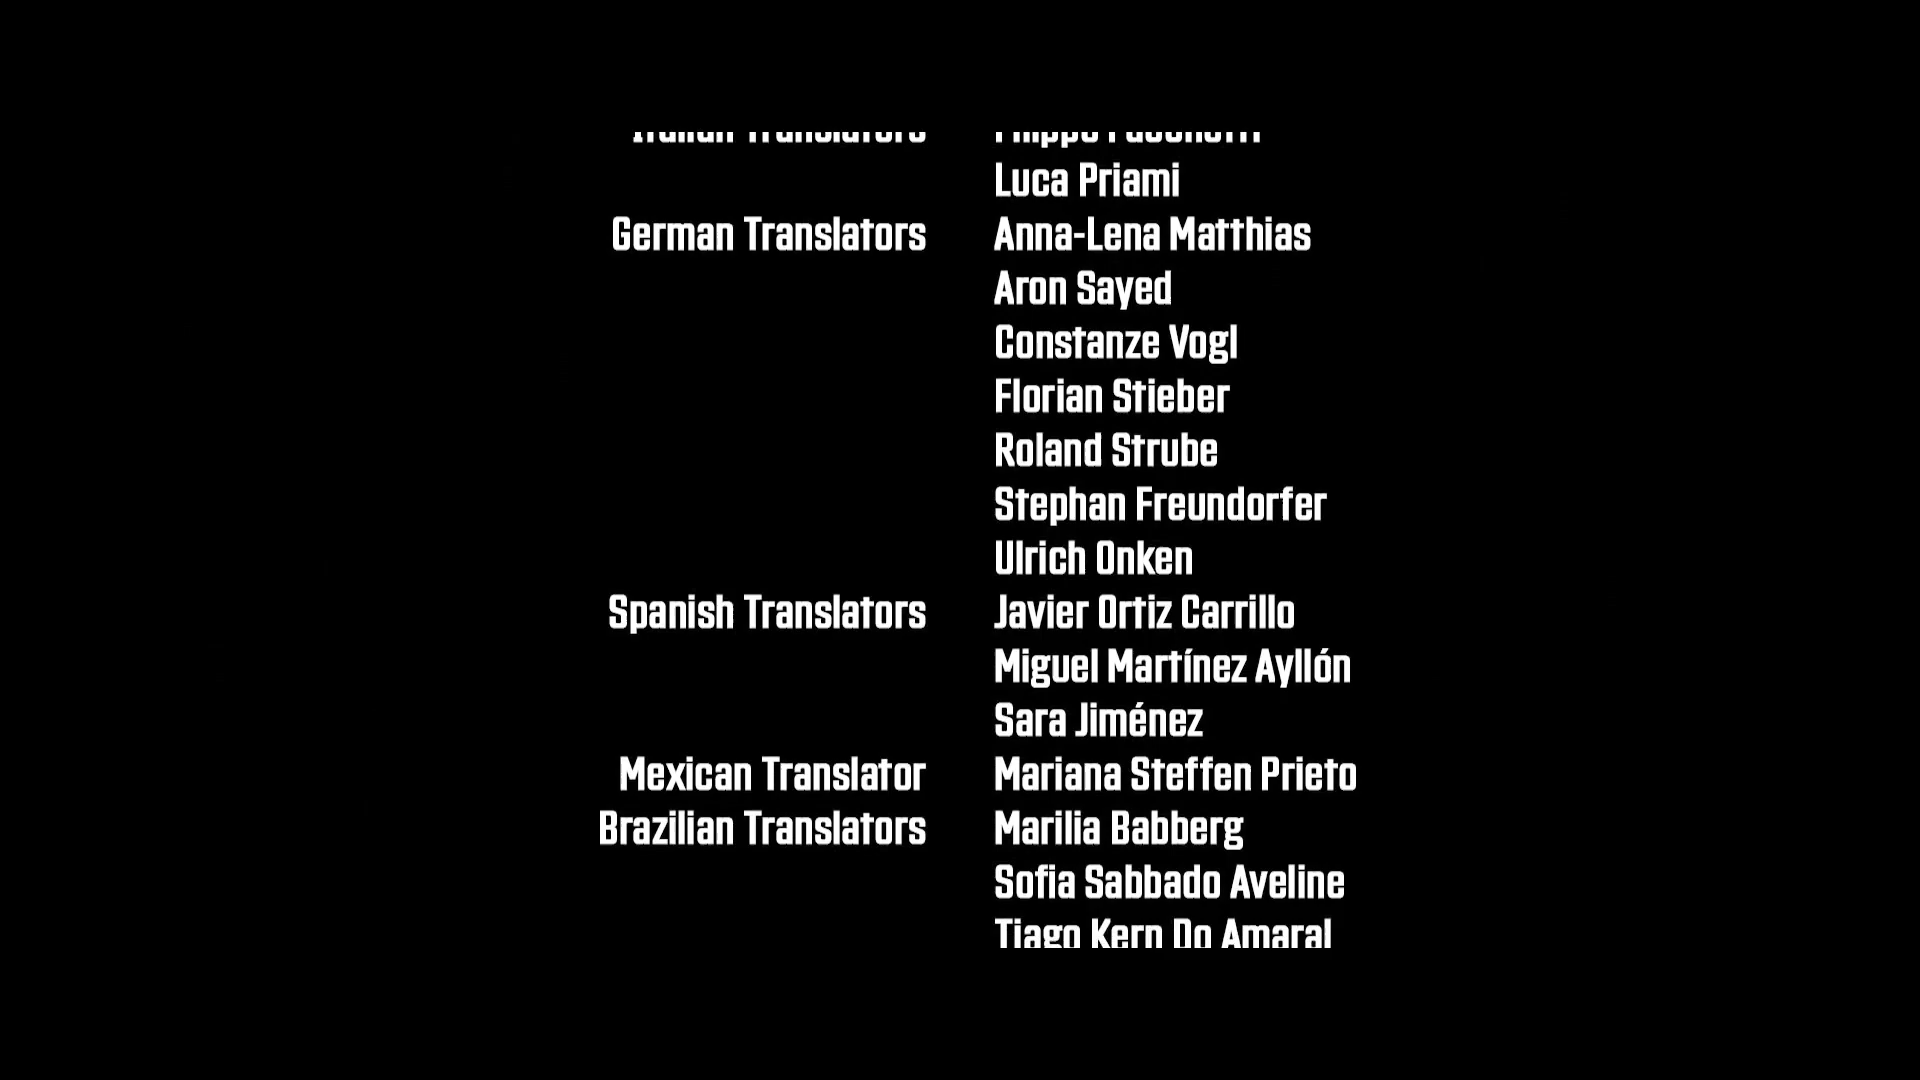 Italian Translators
Luca Priami
German Translators Anna-Lena Matthias
Aron Sayed
Constanze Vogl
Florian Stieber
Roland Strube
Stephan Freundorfer
Ulrich Onken
Spanish Translators Javier Ortiz Carrillo
Miguel Martínez Ayllón
Sara Jiménez
Mexican Translator Mariana Steffen Prieto
Brazilian Translators Marilia Babberg
Sofia Sabbado Aveline
Tiago Kern Do Amaral